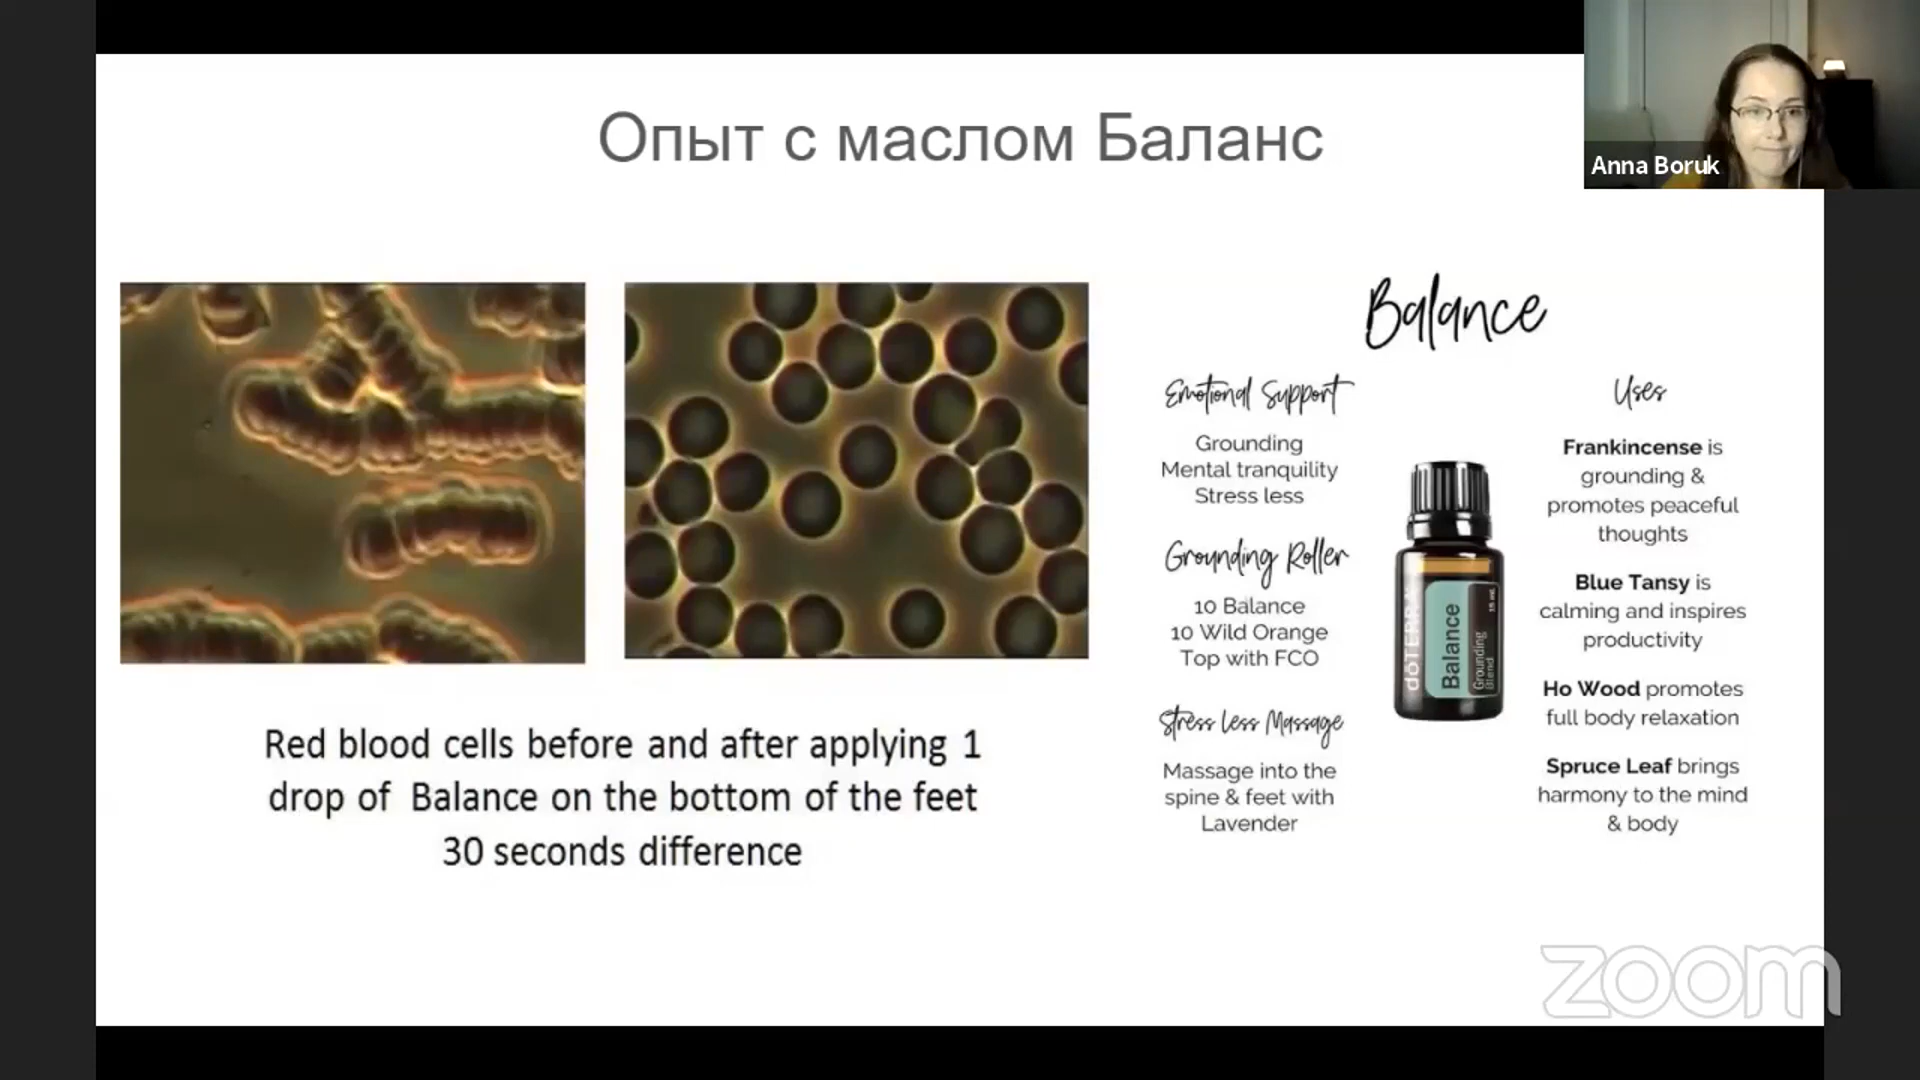 Опыт с маслом Баланс
Anna Boruk
Red blood cells before and after applying 1
drop of Balance on the bottom of the feet
30 seconds difference
Balance
Emotional Support
Grounding
Mental tranquility
Stress less
Grounding Roller
10 Balance
10 Wild Orange
Top with FCO
Stress less Massage
Massage into the
spine & feet with
Lavender
dōTERRA
Balance
Grounding
Blend
15 mL
Uses
Frankincense is
grounding &
promotes peaceful
thoughts
Blue Tansy is
calming and inspires
productivity
Ho Wood promotes
full body relaxation
Spruce Leaf brings
harmony to the mind
& body
zoom